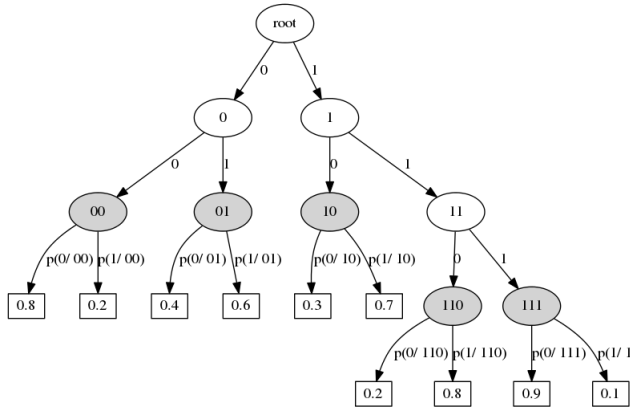 root
0 1
0 1
0 1 0 1
00 01 10 11
p(0/ 00) p(1/ 00) p(0/ 01) p(1/ 01) p(0/ 10) p(1/ 10) 0 1
0.8 0.2 0.4 0.6 0.3 0.7 110 111
p(0/ 110) p(1/ 110) p(0/ 111) p(1/ 1
0.2 0.8 0.9 0.1